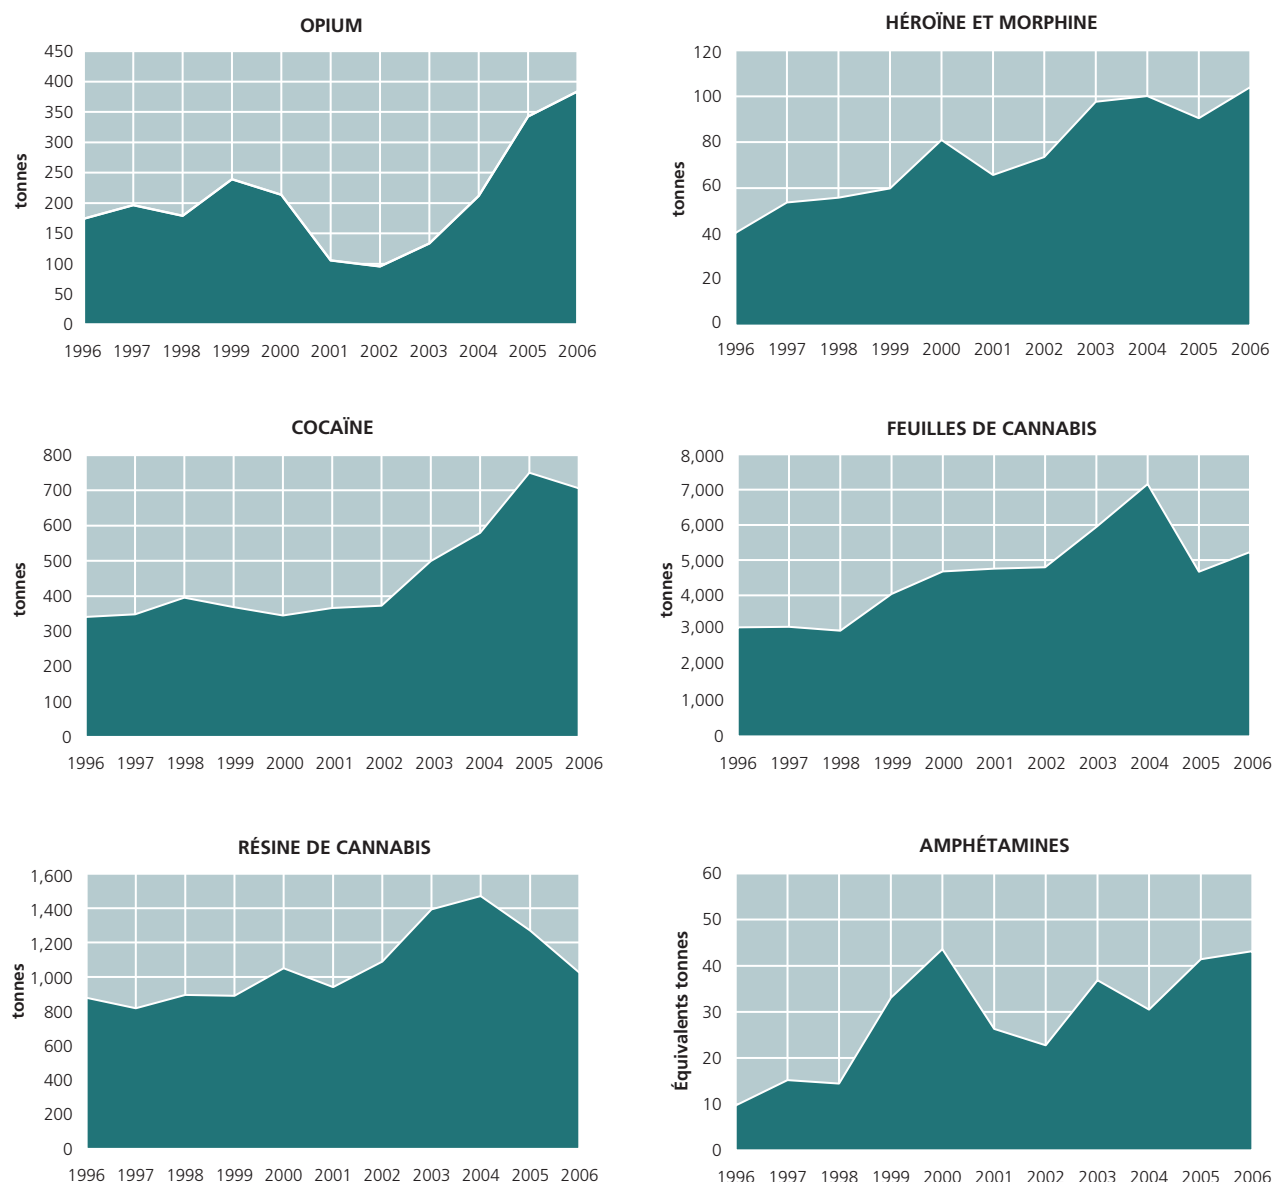 OPIUM
450
400
350
300
250
200
150
100
50
0
tonnes
1996 1997 1998 1999 2000 2001 2002 2003 2004 2005 2006
HÉROÏNE ET MORPHINE
120
100
80
60
40
20
0
tonnes
1996 1997 1998 1999 2000 2001 2002 2003 2004 2005 2006
COCAÏNE
800
700
600
500
400
300
200
100
0
tonnes
1996 1997 1998 1999 2000 2001 2002 2003 2004 2005 2006
FEUILLES DE CANNABIS
8,000
7,000
6,000
5,000
4,000
3,000
2,000
1,000
0
tonnes
1996 1997 1998 1999 2000 2001 2002 2003 2004 2005 2006
RÉSINE DE CANNABIS
1,600
1,400
1,200
1,000
800
600
400
200
0
tonnes
1996 1997 1998 1999 2000 2001 2002 2003 2004 2005 2006
AMPHÉTAMINES
60
50
40
30
20
10
0
Équivalents tonnes
1996 1997 1998 1999 2000 2001 2002 2003 2004 2005 2006